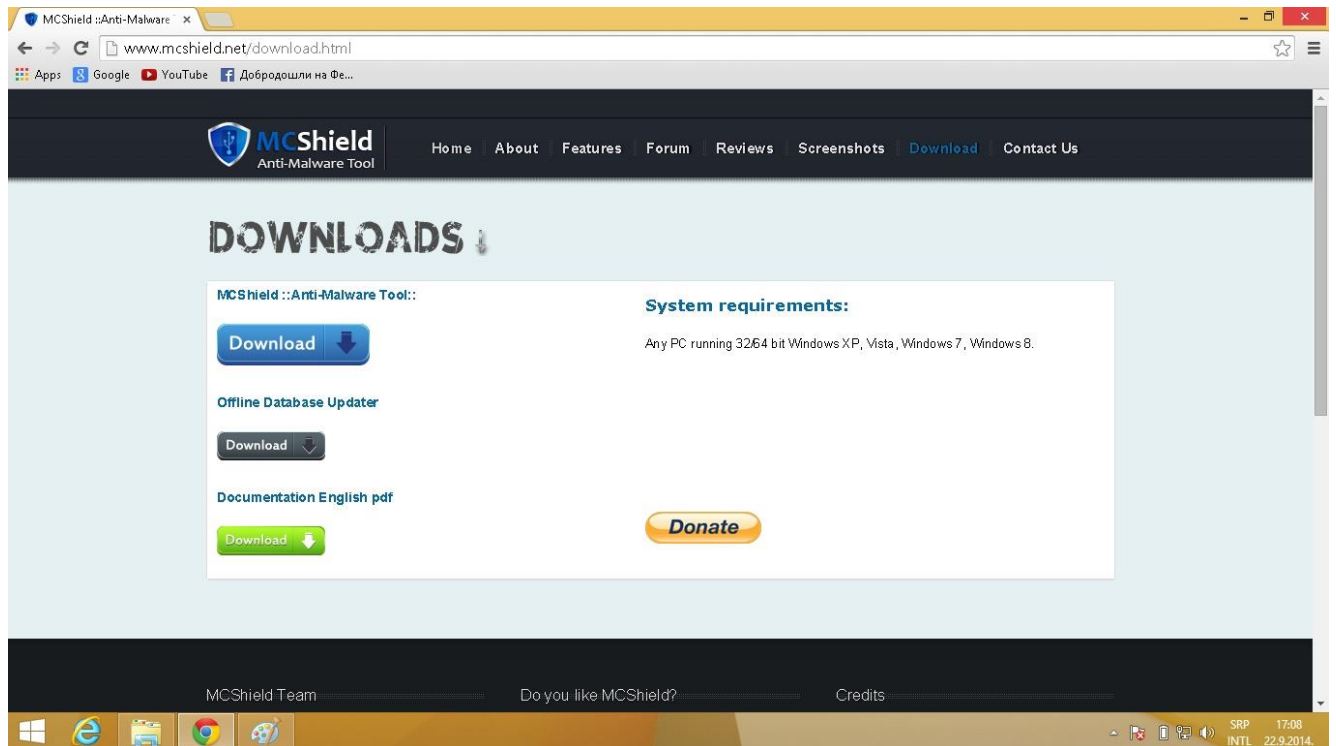 MCShield ::Anti-Malware
www.mcshield.net/download.html
Apps Google YouTube Добродошли на Фе...
MCShield
Anti-Malware Tool
Home About Features Forum Reviews Screenshots Download Contact Us
DOWNLOADS
MCShield ::Anti-Malware Tool::
Download
Offline Database Updater
Download
Documentation English pdf
Download
System requirements:
Any PC running 32/64 bit Windows XP, Vista, Windows 7, Windows 8.
Donate
MCShield Team
Do you like MCShield?
Credits
SRP
INTL
17:08
22.9.2014.